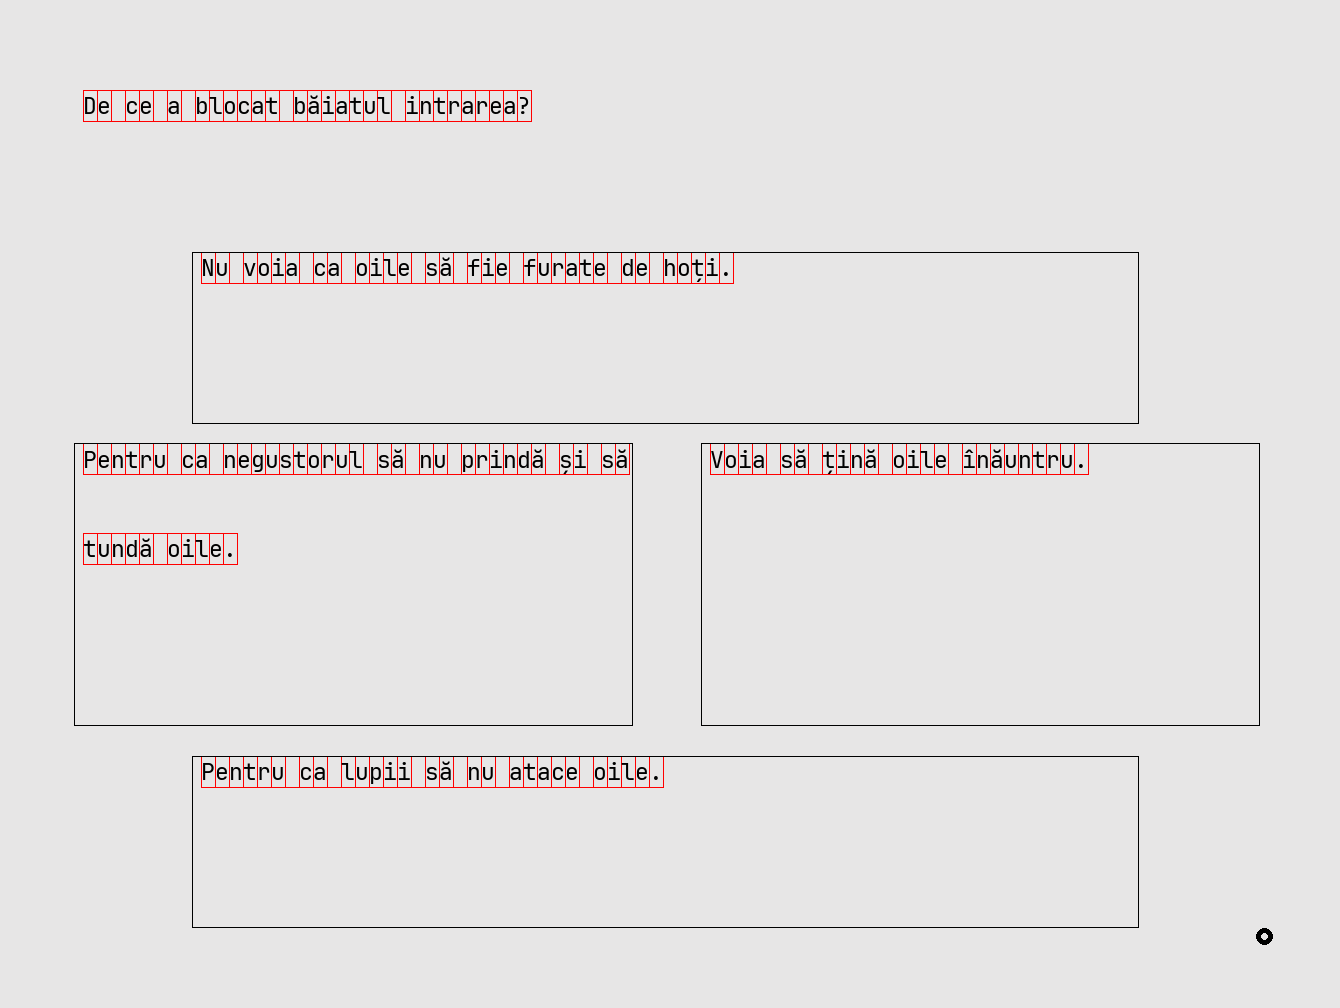 De ce a blocat băiatul intrarea?
Nu voia ca oile să fie furate de hoți.
Pentru ca negustorul să nu prindă și să
tundă oile.
Voia să țină oile înăuntru.
Pentru ca lupii să nu atace oile.